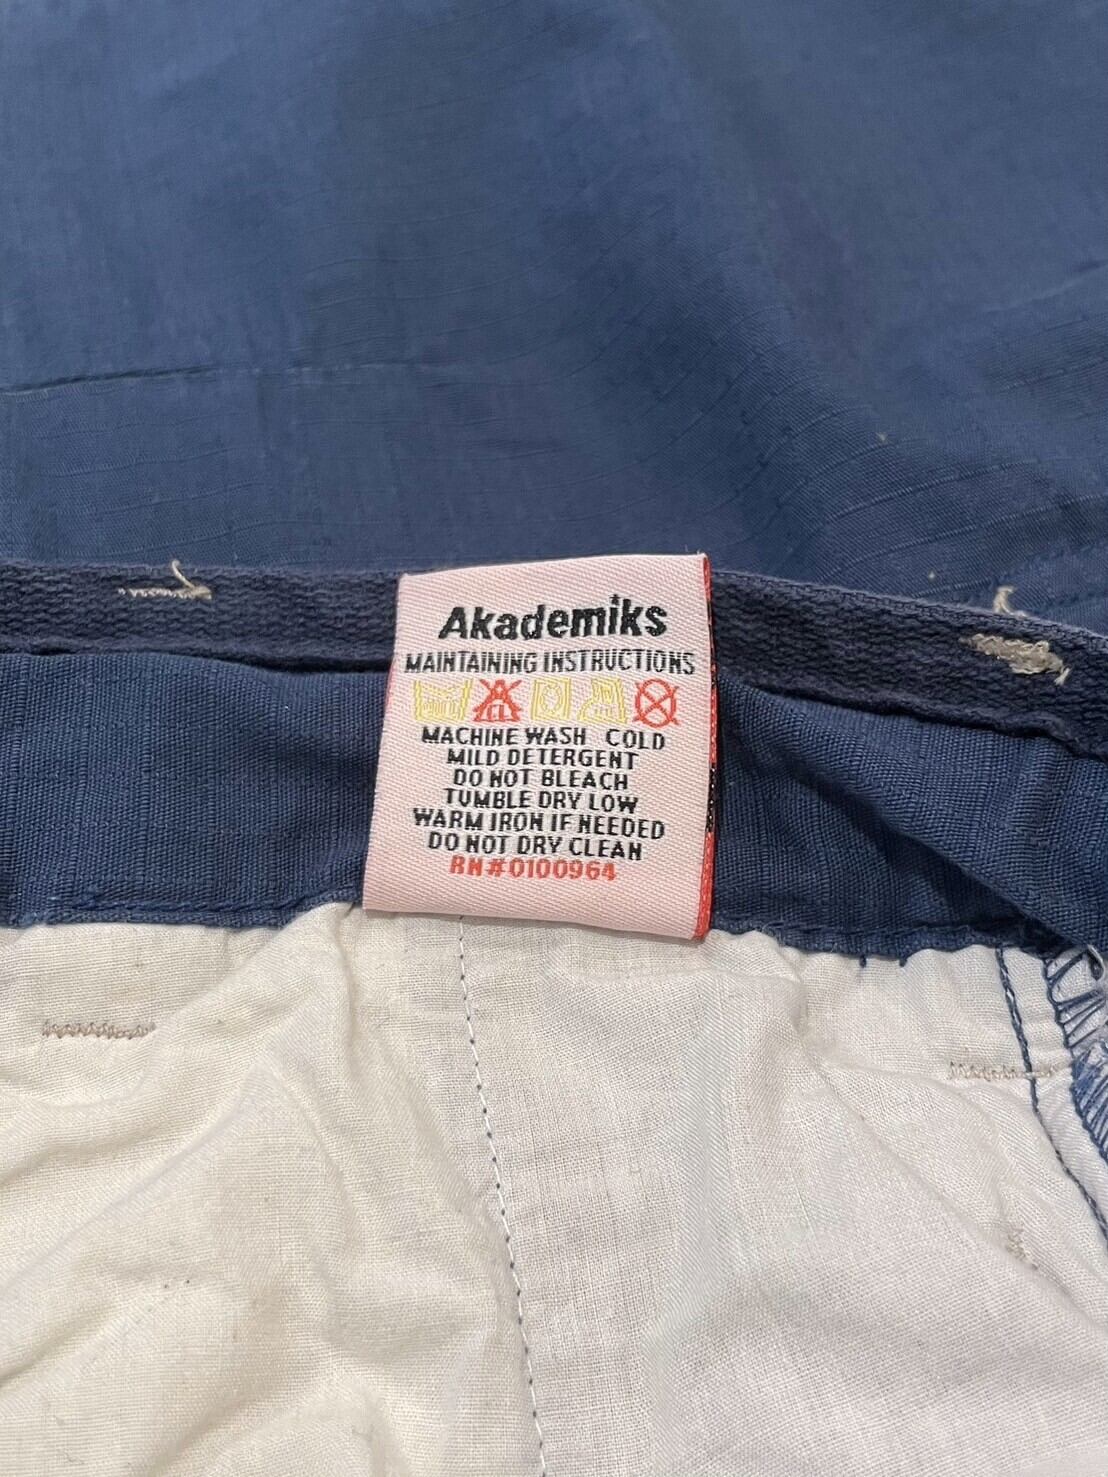 Akademiks
MAINTAINING INSTRUCTIONS
CL
MACHINE WASH COLD
MILD DETERGENT
DO NOT BLEACH
TUMBLE DRY LOW
WARM IRON IF NEEDED
DO NOT DRY CLEAN
RN#0100964